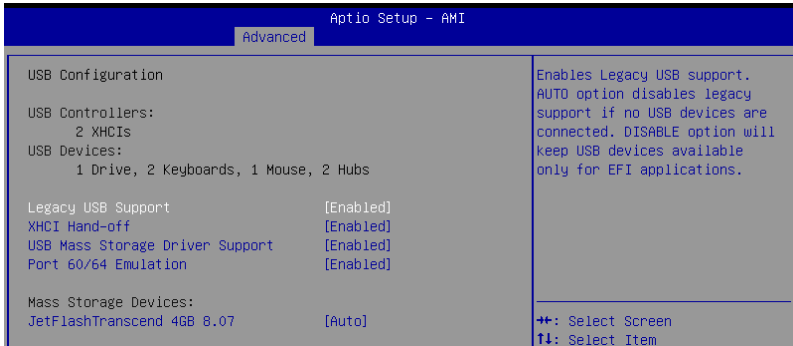 Aptio Setup – AMI
Advanced
USB Configuration
USB Controllers:
2 XHCIs
USB Devices:
1 Drive, 2 Keyboards, 1 Mouse, 2 Hubs
Legacy USB Support [Enabled]
XHCI Hand-off [Enabled]
USB Mass Storage Driver Support [Enabled]
Port 60/64 Emulation [Enabled]
Mass Storage Devices:
JetFlashTranscend 4GB 8.07 [Auto]
Enables Legacy USB support.
AUTO option disables legacy
support if no USB devices are
connected. DISABLE option will
keep USB devices available
only for EFI applications.
→←: Select Screen
↑↓: Select Item